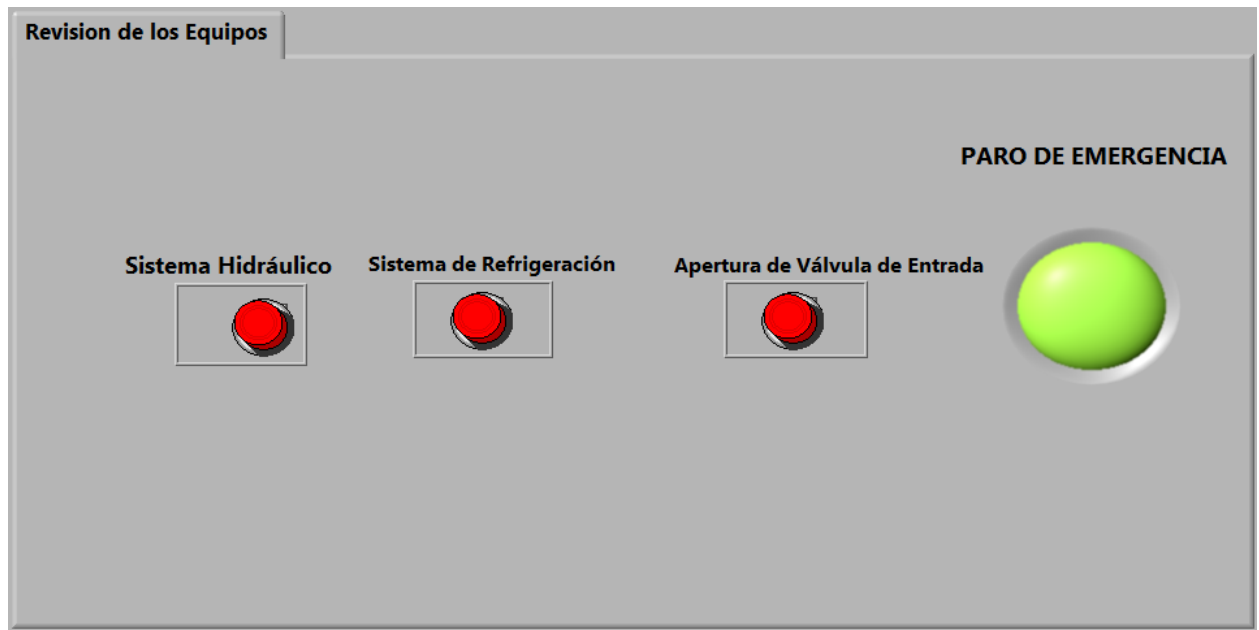 Revision de los Equipos
PARO DE EMERGENCIA
Sistema Hidráulico
Sistema de Refrigeración
Apertura de Válvula de Entrada